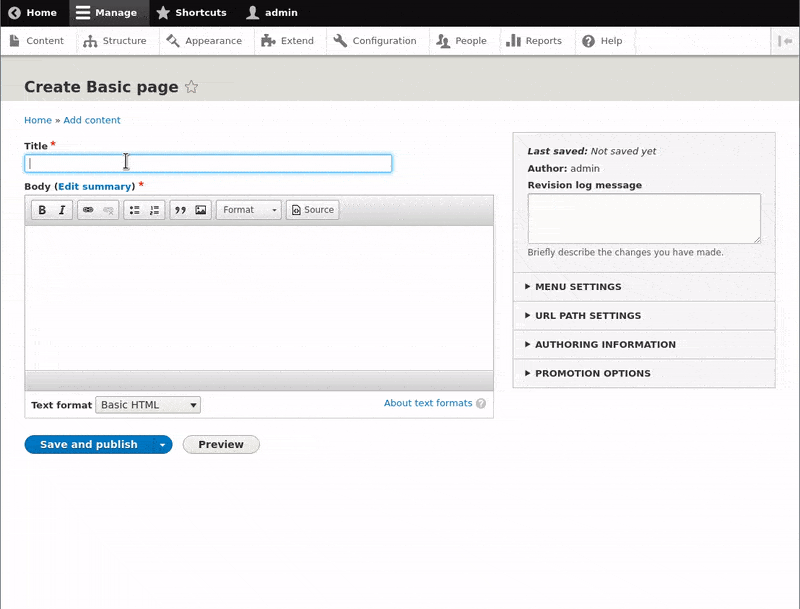 Home Manage Shortcuts admin
Content Structure Appearance Extend Configuration People Reports Help
Create Basic page
Home » Add content
Title *
Body (Edit summary) *
B I Format Source
Text format Basic HTML About text formats ?
Save and publish Preview
Last saved: Not saved yet
Author: admin
Revision log message
Briefly describe the changes you have made.
MENU SETTINGS
URL PATH SETTINGS
AUTHORING INFORMATION
PROMOTION OPTIONS